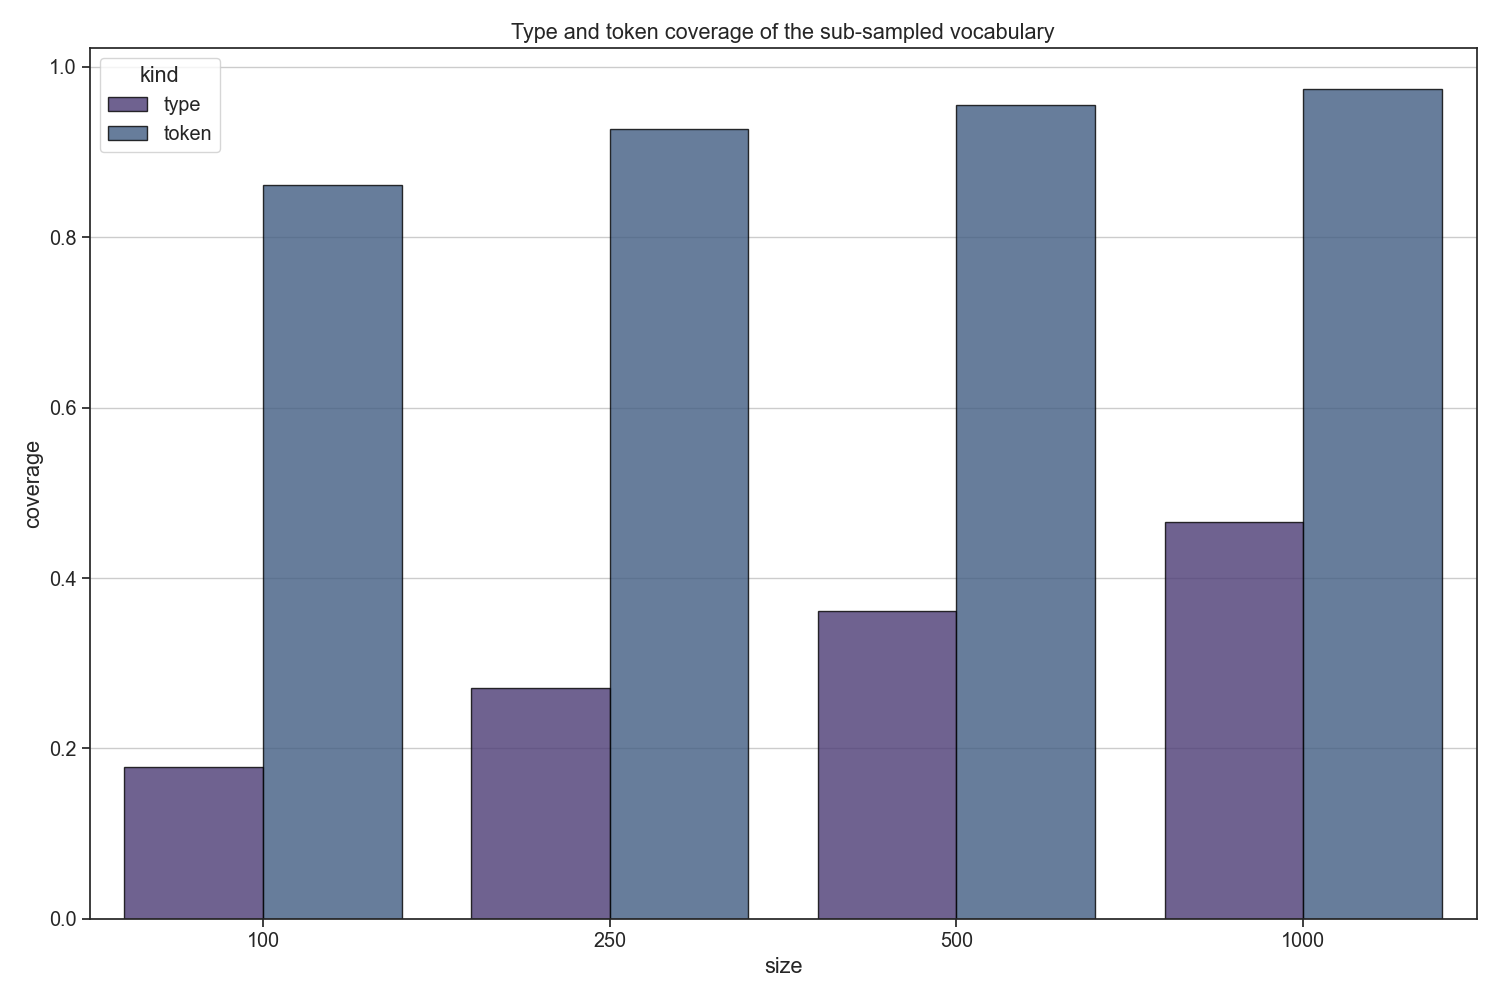 Type and token coverage of the sub-sampled vocabulary
kind
type
token
1.0
0.8
0.6
0.4
0.2
0.0
coverage
100 250 500 1000
size